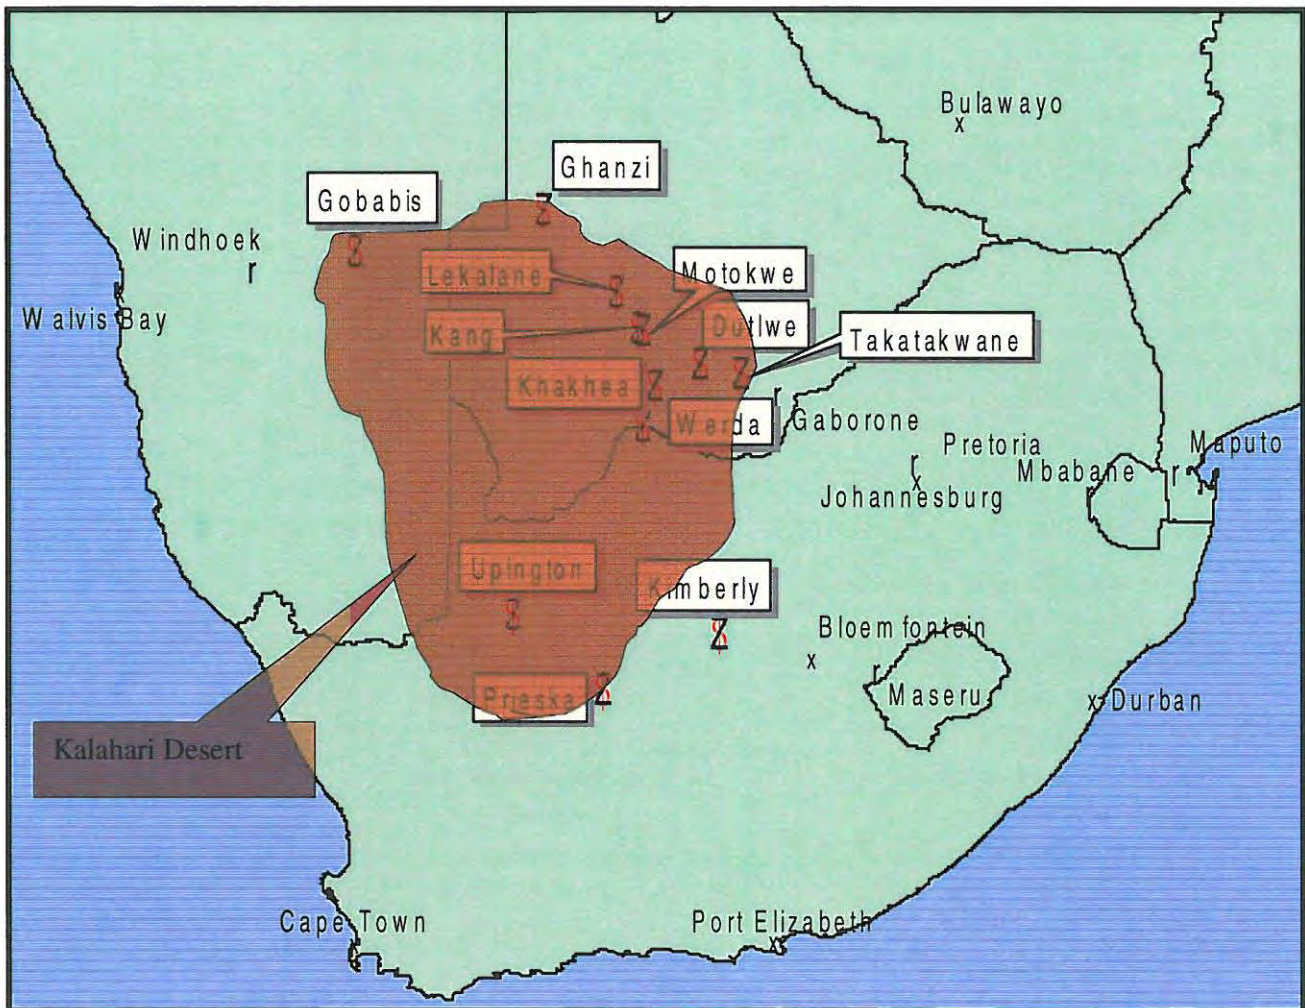 Bulawayo
x
Ghanzi
Gobabis
Windhoek
r
Lekalane
Motokwe
Walvis Bay
Kang
Dutlwe
Takatakwane
Khakhea
Werda
Gaborone
Pretoria
r
x
Johannesburg
Mbabane
r
Maputo
Upington
Kimberly
Bloemfontein
x
r
Maseru
Prieska
x
Durban
Kalahari Desert
Cape Town
x
Port Elizabeth
x